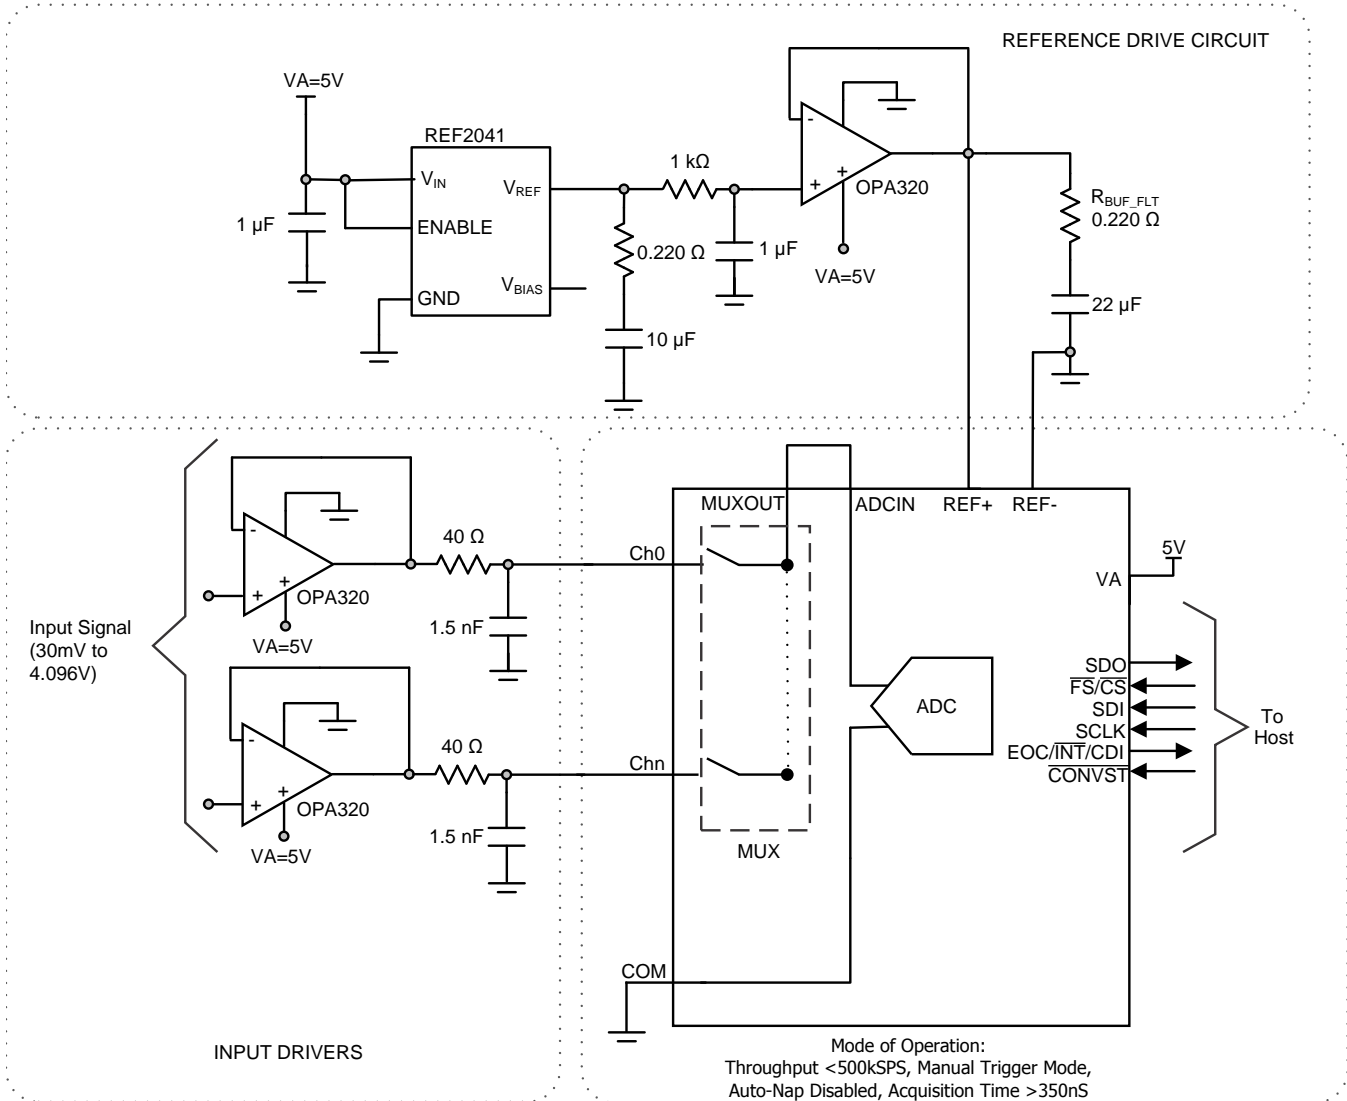 REFERENCE DRIVE CIRCUIT
VA=5V
REF2041
VIN
VREF
1 µF
ENABLE
GND
VBIAS
1 kΩ
0.220 Ω
10 µF
1 µF
-
+
+
OPA320
VA=5V
RBUF_FLT
0.220 Ω
22 µF
Input Signal
(30mV to
4.096V)
-
+
+
OPA320
VA=5V
40 Ω
1.5 nF
-
+
+
OPA320
VA=5V
40 Ω
1.5 nF
INPUT DRIVERS
MUXOUT
ADCIN
REF+
REF-
Ch0
Chn
MUX
ADC
COM
5V
VA
SDO
FS/CS
SDI
SCLK
EOC/INT/CDI
CONVST
To
Host
Mode of Operation:
Throughput <500kSPS, Manual Trigger Mode,
Auto-Nap Disabled, Acquisition Time >350nS